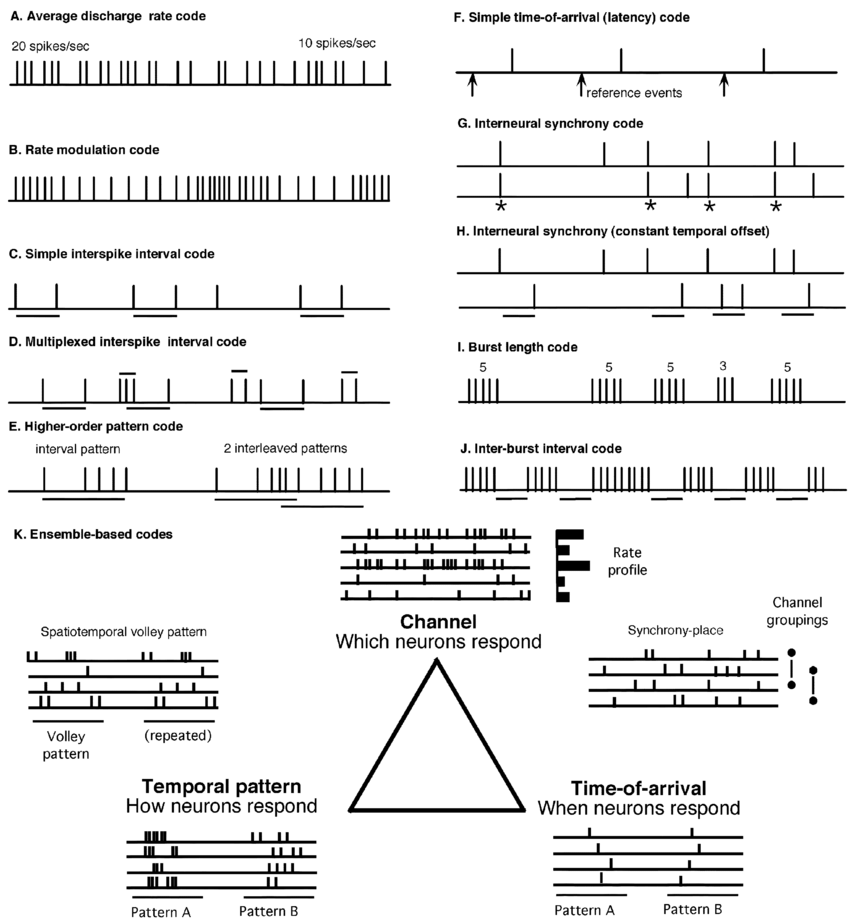 A. Average discharge rate code
20 spikes/sec
10 spikes/sec
B. Rate modulation code
C. Simple interspike interval code
D. Multiplexed interspike interval code
E. Higher-order pattern code
interval pattern
2 interleaved patterns
F. Simple time-of-arrival (latency) code
reference events
G. Interneural synchrony code
* * * *
H. Interneural synchrony (constant temporal offset)
I. Burst length code
5 5 5 3 5
J. Inter-burst interval code
K. Ensemble-based codes
Rate
profile
Channel
Which neurons respond
Spatiotemporal volley pattern
Volley
pattern
(repeated)
Synchrony-place
Channel
groupings
Temporal pattern
How neurons respond
Pattern A
Pattern B
Time-of-arrival
When neurons respond
Pattern A
Pattern B